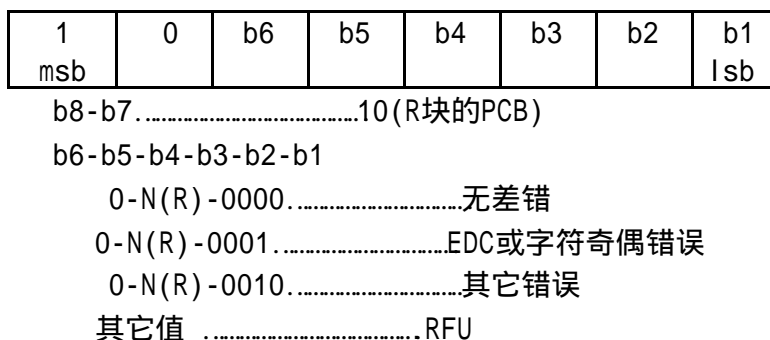 1 0 b6 b5 b4 b3 b2 b1
msb lsb
b8-b7.……………………………10(R块的PCB)
b6-b5-b4-b3-b2-b1
0-N(R)-0000.………………………无差错
0-N(R)-0001.………………………EDC或字符奇偶错误
0-N(R)-0010.………………………其它错误
其它值 .……………………………RFU